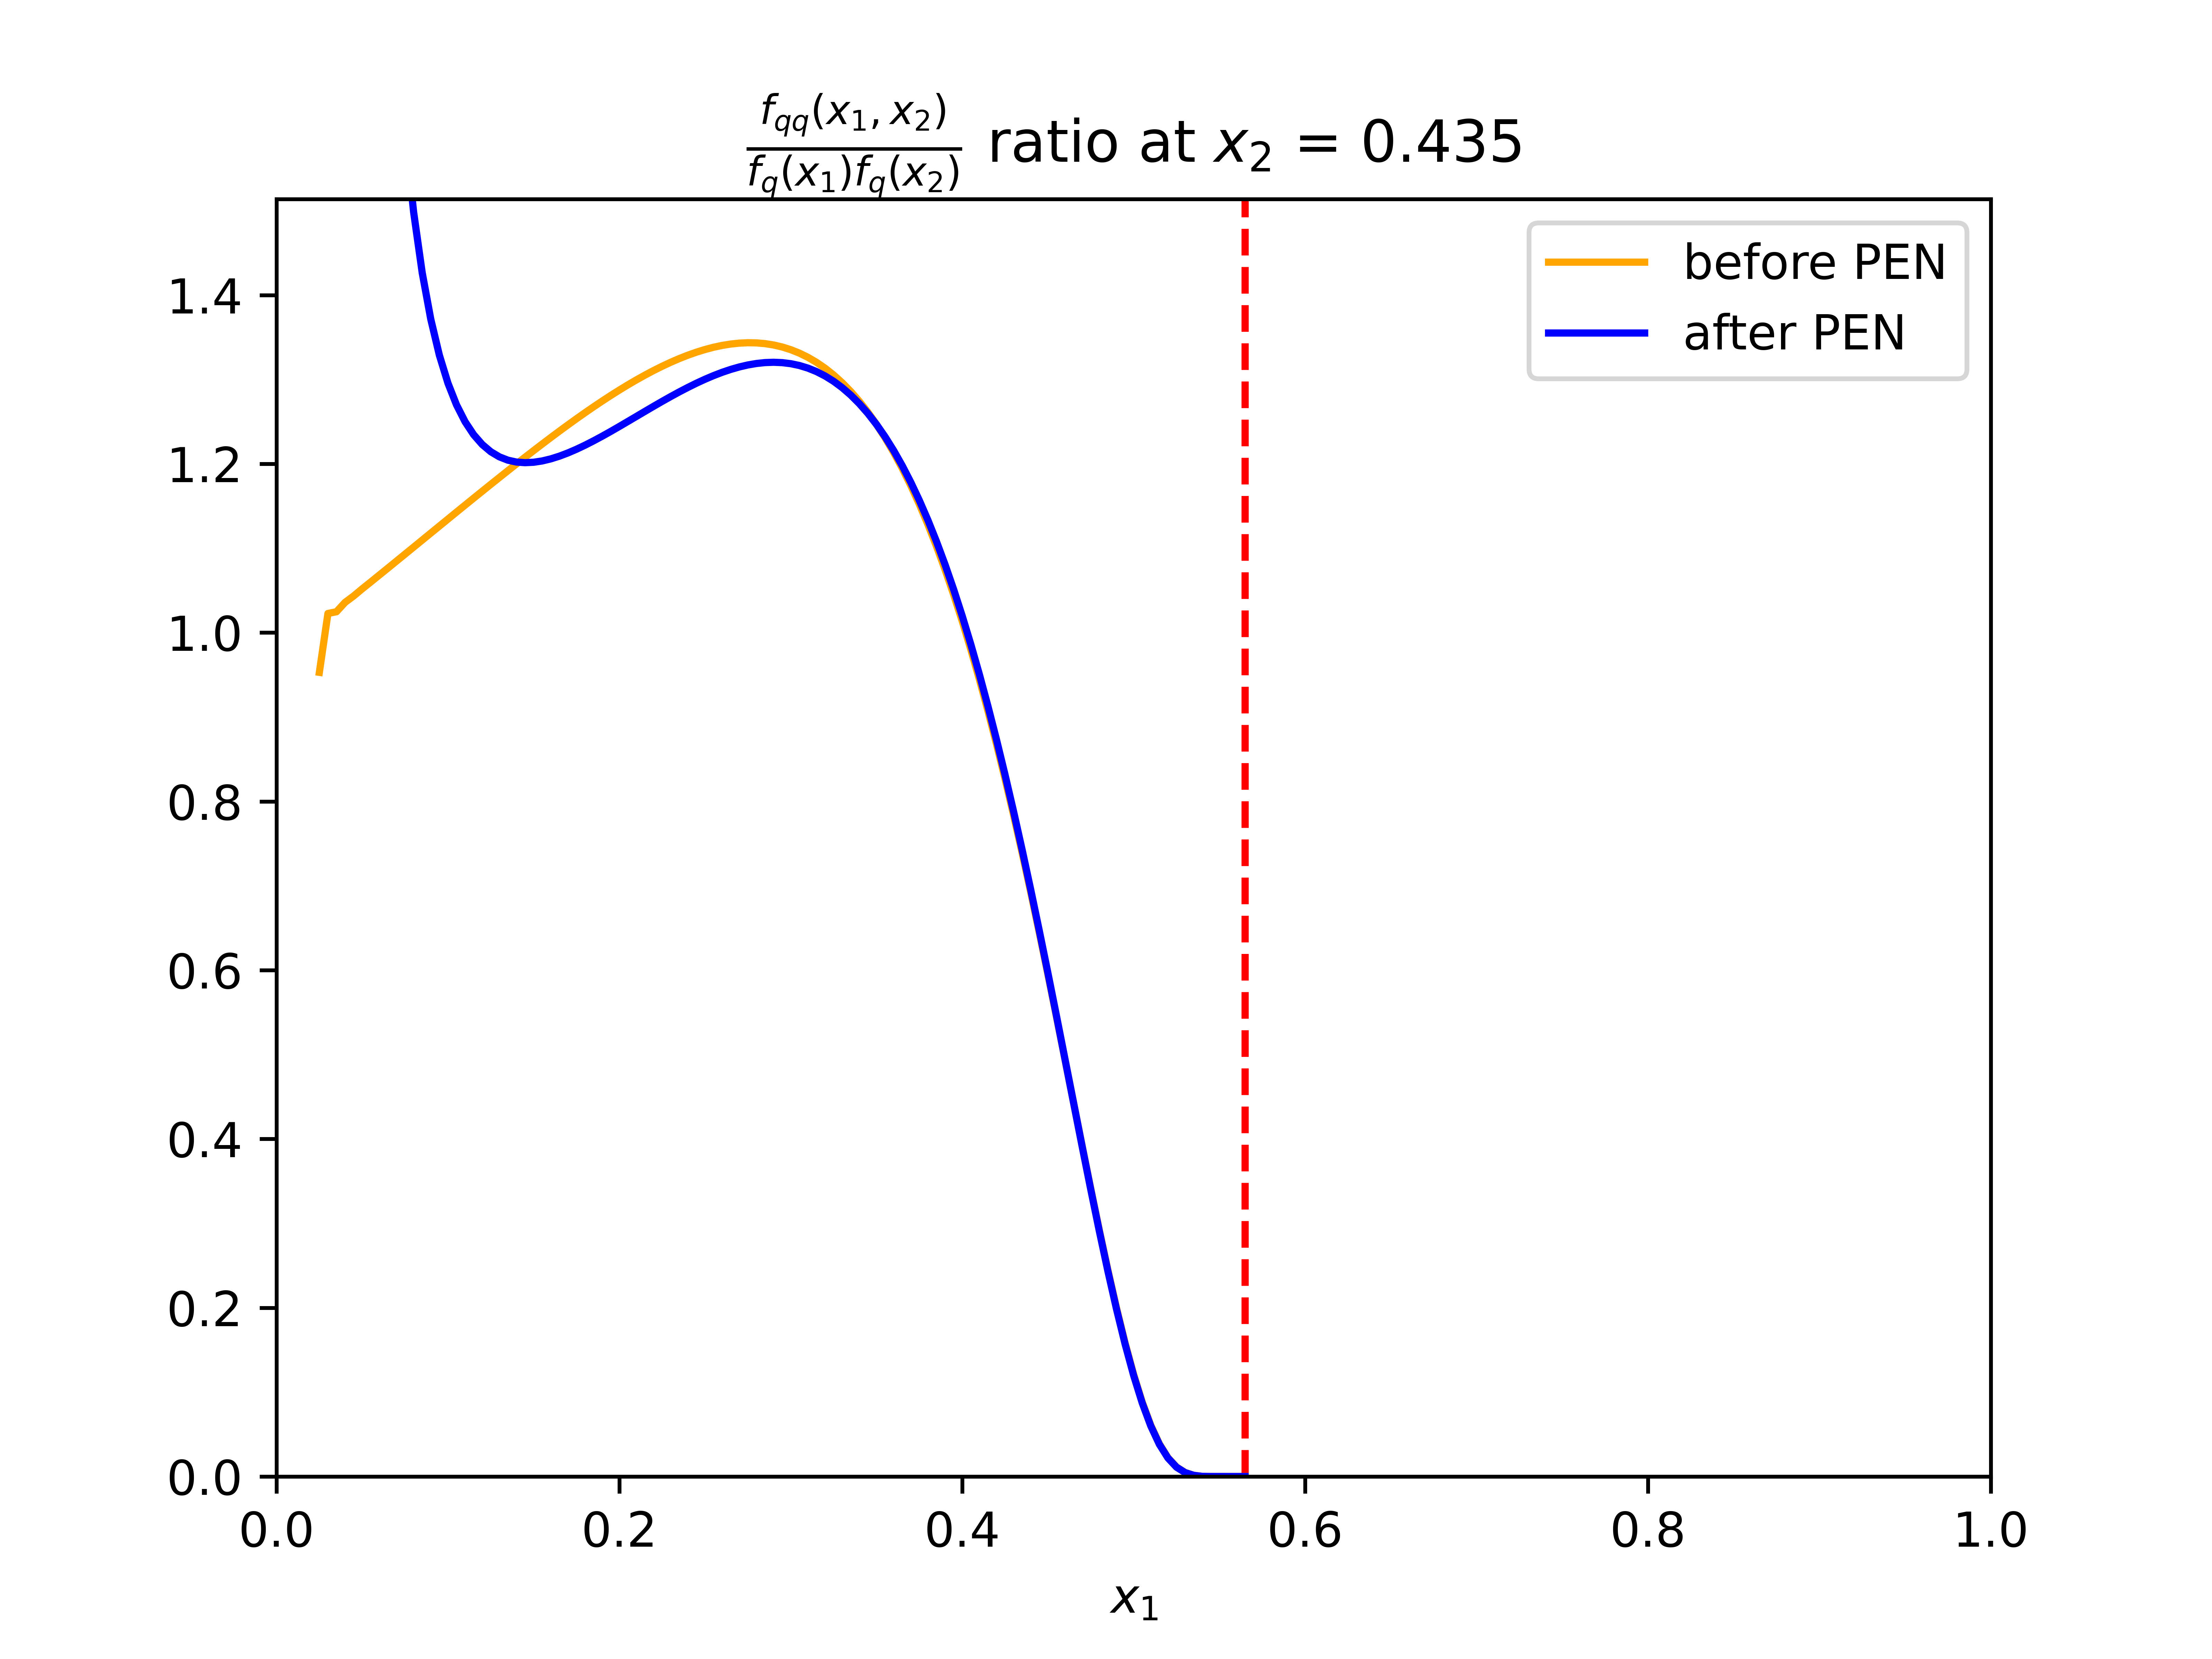 f_{qq}(x_1, x_2)
f_q(x_1)f_q(x_2)
ratio at x_2 = 0.435
before PEN
after PEN
1.4
1.2
1.0
0.8
0.6
0.4
0.2
0.0
0.0 0.2 0.4 0.6 0.8 1.0
x_1